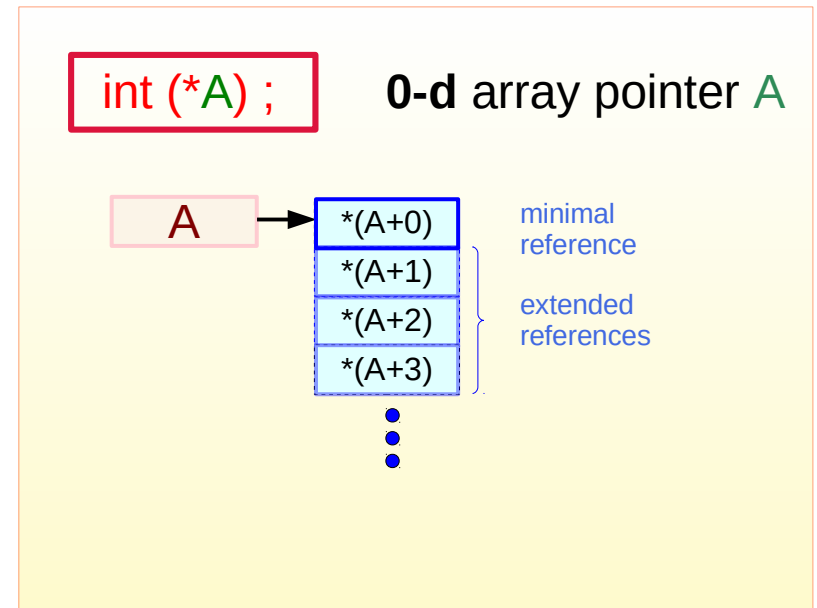 int (*A) ;
0-d array pointer A
A
*(A+0)
minimal
reference
*(A+1)
*(A+2)
*(A+3)
extended
references